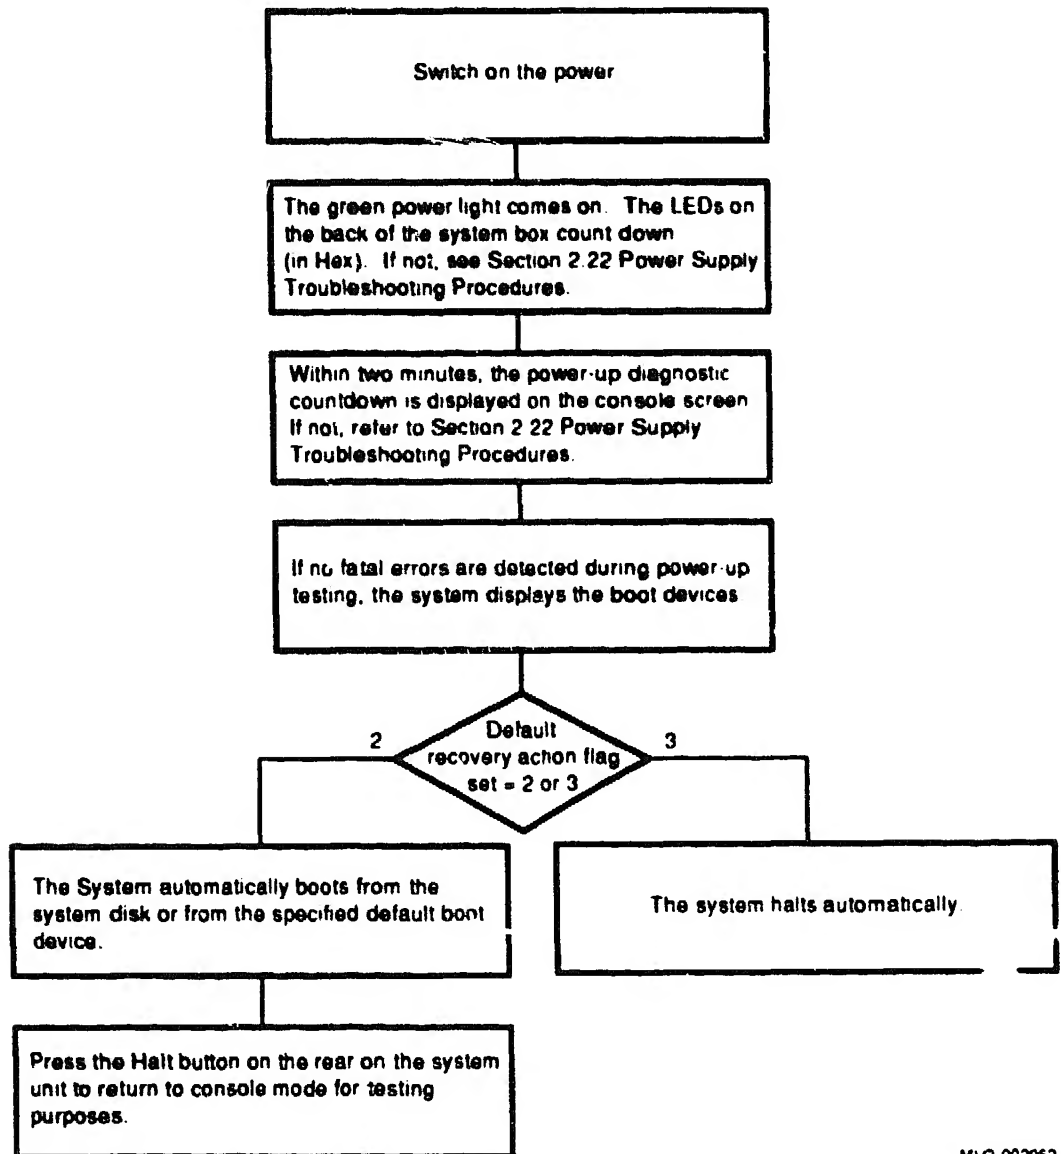 Switch on the power
The green power light comes on. The LEDs on
the back of the system box count down
(in Hex). If not, see Section 2.22 Power Supply
Troubleshooting Procedures.
Within two minutes, the power-up diagnostic
countdown is displayed on the console screen
If not, refer to Section 2 22 Power Supply
Troubleshooting Procedures.
If no fatal errors are detected during power-up
testing, the system displays the boot devices
Default
recovery action flag
set = 2 or 3
2
3
The System automatically boots from the
system disk or from the specified default boot
device.
The system halts automatically.
Press the Halt button on the rear on the system
unit to return to console mode for testing
purposes.